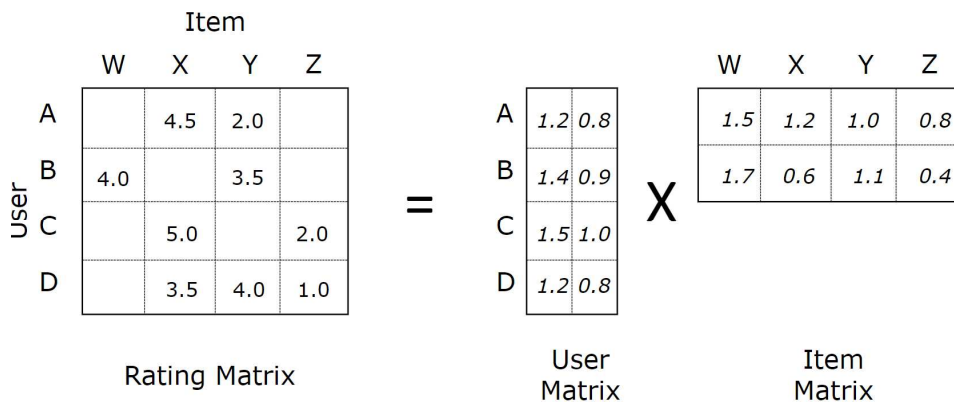 Item
W X Y Z W X Y Z
A 4.5 2.0 A 1.2 0.8 1.5 1.2 1.0 0.8
B 4.0 3.5 B 1.4 0.9 1.7 0.6 1.1 0.4
User = X
C 5.0 2.0 C 1.5 1.0
D 3.5 4.0 1.0 D 1.2 0.8
Rating Matrix
User
Matrix
Item
Matrix